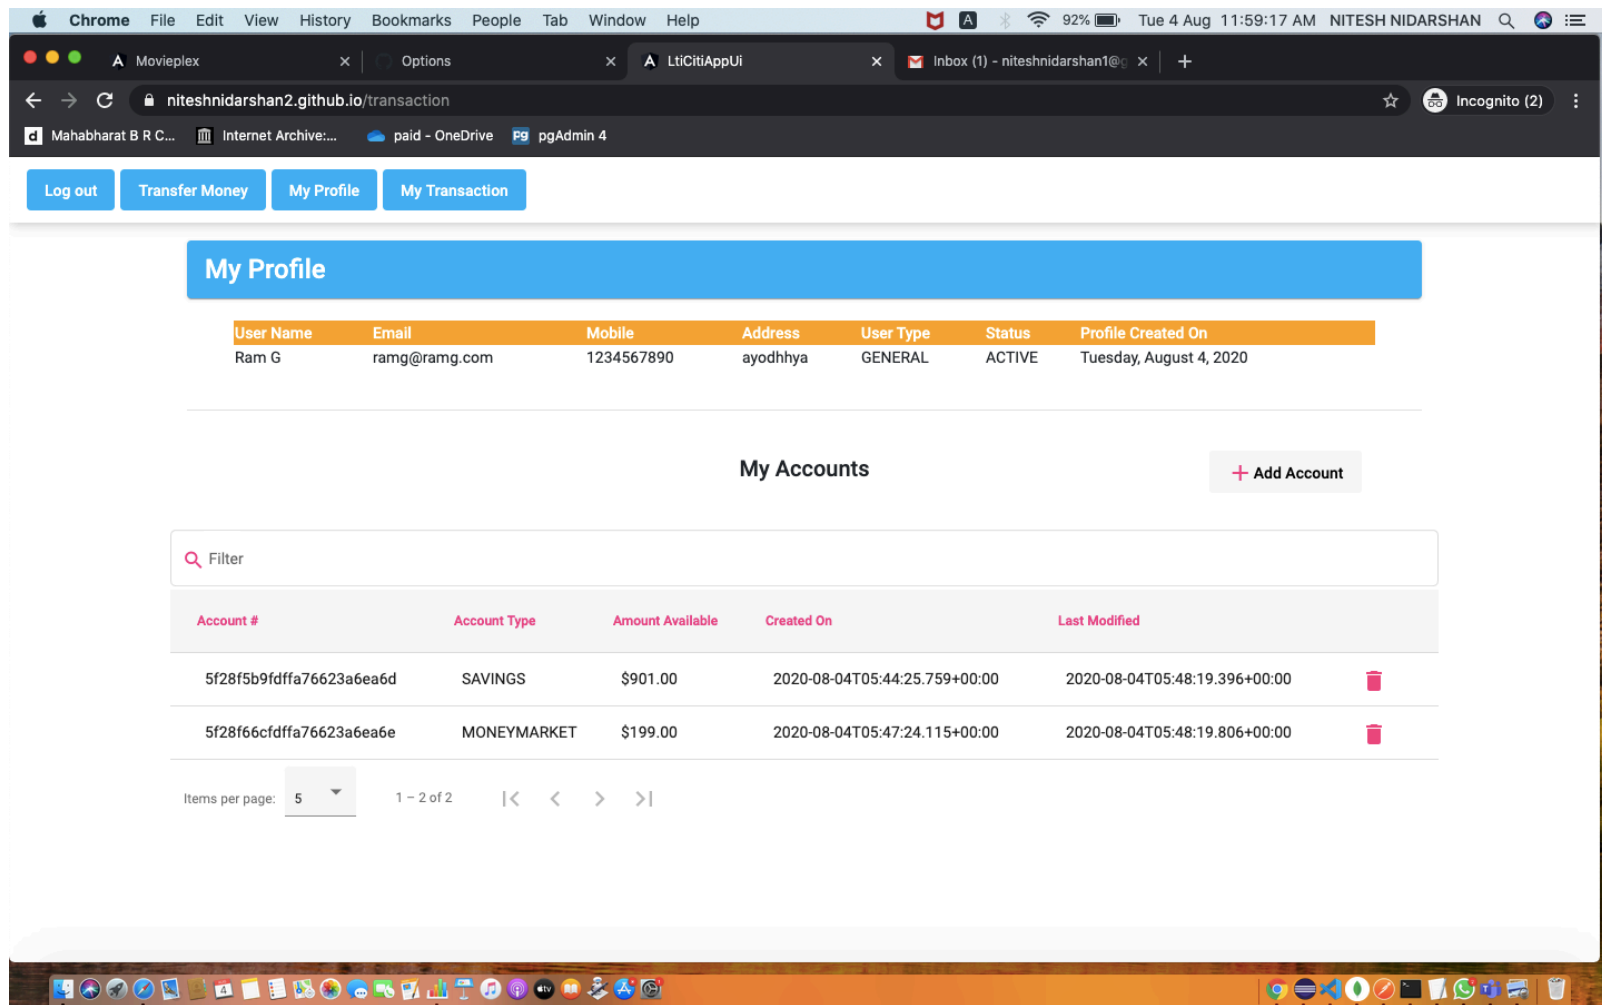 Chrome File Edit View History Bookmarks People Tab Window Help 92% Tue 4 Aug 11:59:17 AM NITESH NIDARSHAN
Movieplex Options LtiCitiAppUi Inbox (1) - niteshnidarshan1@g
niteshnidarshan2.github.io/transaction Incognito (2)
d Mahabharat B R C... Internet Archive:... paid - OneDrive Pg pgAdmin 4
Log out Transfer Money My Profile My Transaction
My Profile
User Name Email Mobile Address User Type Status Profile Created On
Ram G ramg@ramg.com 1234567890 ayodhhya GENERAL ACTIVE Tuesday, August 4, 2020
My Accounts
Add Account
Filter
Account # Account Type Amount Available Created On Last Modified
5f28f5b9fdffa76623a6ea6d SAVINGS $901.00 2020-08-04T05:44:25.759+00:00 2020-08-04T05:48:19.396+00:00
5f28f66cfdffa76623a6ea6e MONEYMARKET $199.00 2020-08-04T05:47:24.115+00:00 2020-08-04T05:48:19.806+00:00
Items per page: 5 1 – 2 of 2